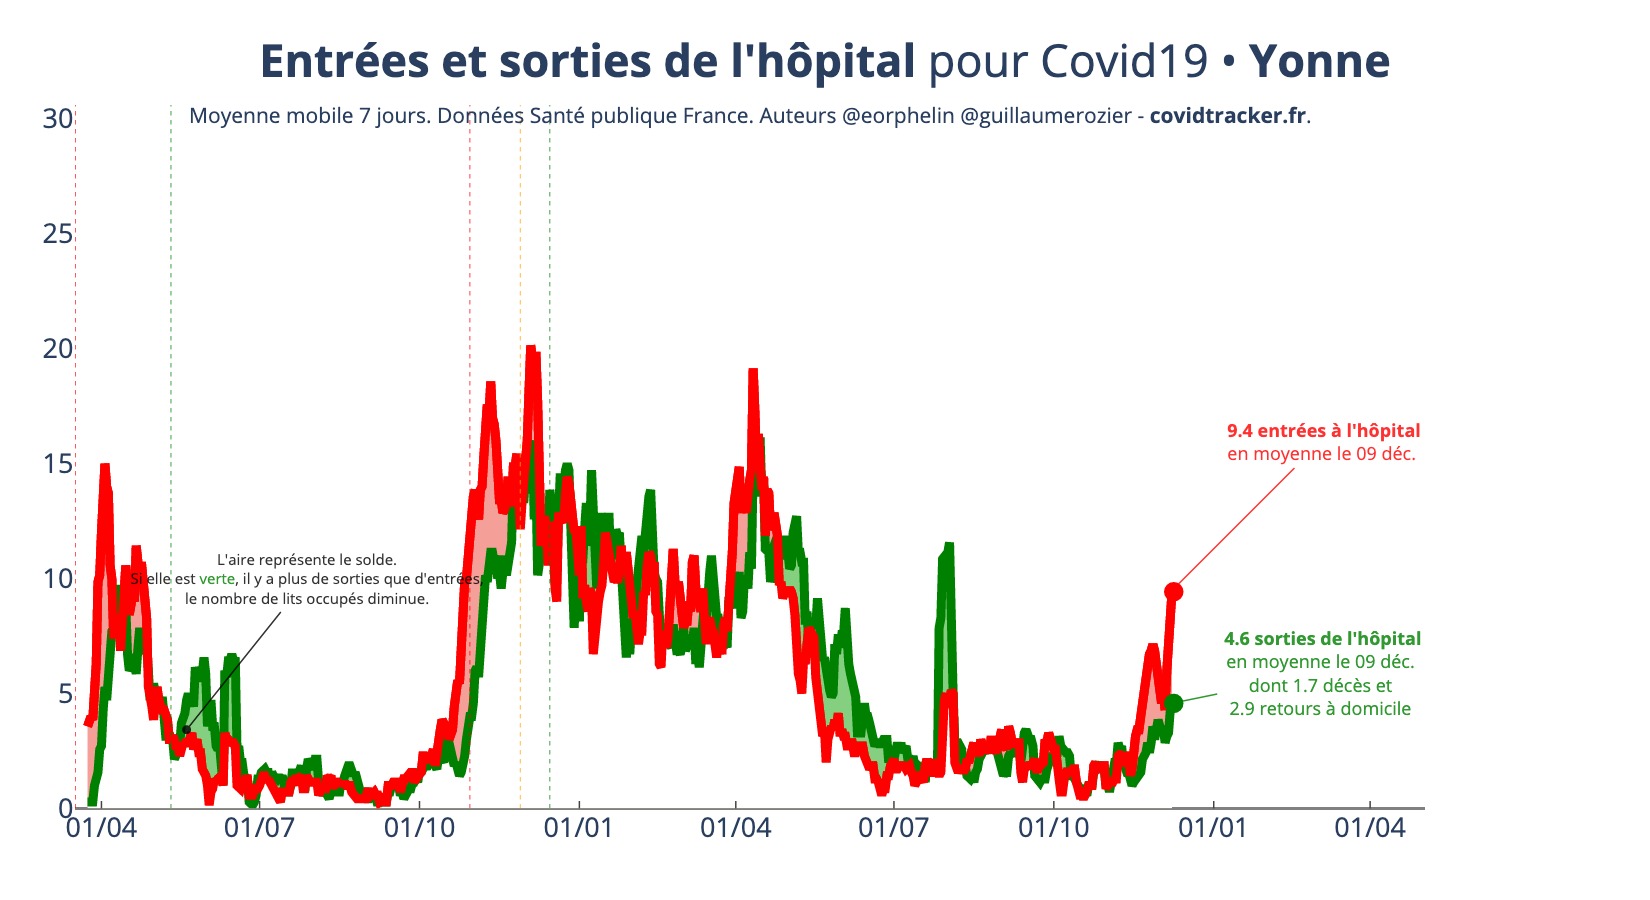 Entrées et sorties de l'hôpital pour Covid19 • Yonne
Moyenne mobile 7 jours. Données Santé publique France. Auteurs @eorphelin @guillaumerozier - covidtracker.fr.
30
25
20
15
10
5
0
L'aire représente le solde.
Si elle est verte, il y a plus de sorties que d'entrées,
le nombre de lits occupés diminue.
9.4 entrées à l'hôpital
en moyenne le 09 déc.
4.6 sorties de l'hôpital
en moyenne le 09 déc.
dont 1.7 décès et
2.9 retours à domicile
01/04 01/07 01/10 01/01 01/04 01/07 01/10 01/01 01/04